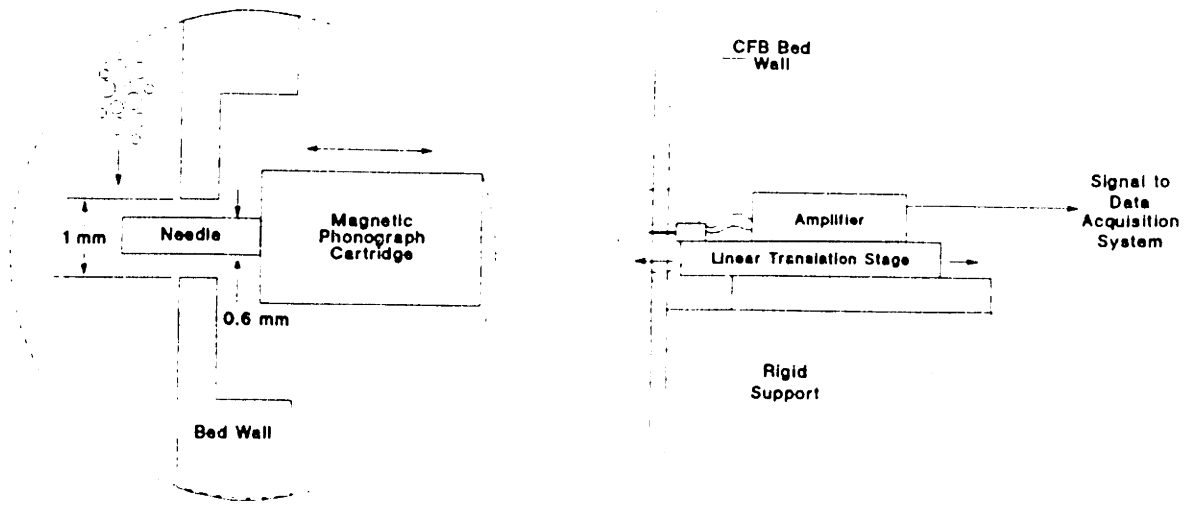 1 mm
Needle
Magnetic
Phonograph
Cartridge
0.6 mm
Bed Wall
CFB Bed
Wall
Amplifier
Signal to
Data
Acquisition
System
Linear Translation Stage
Rigid
Support